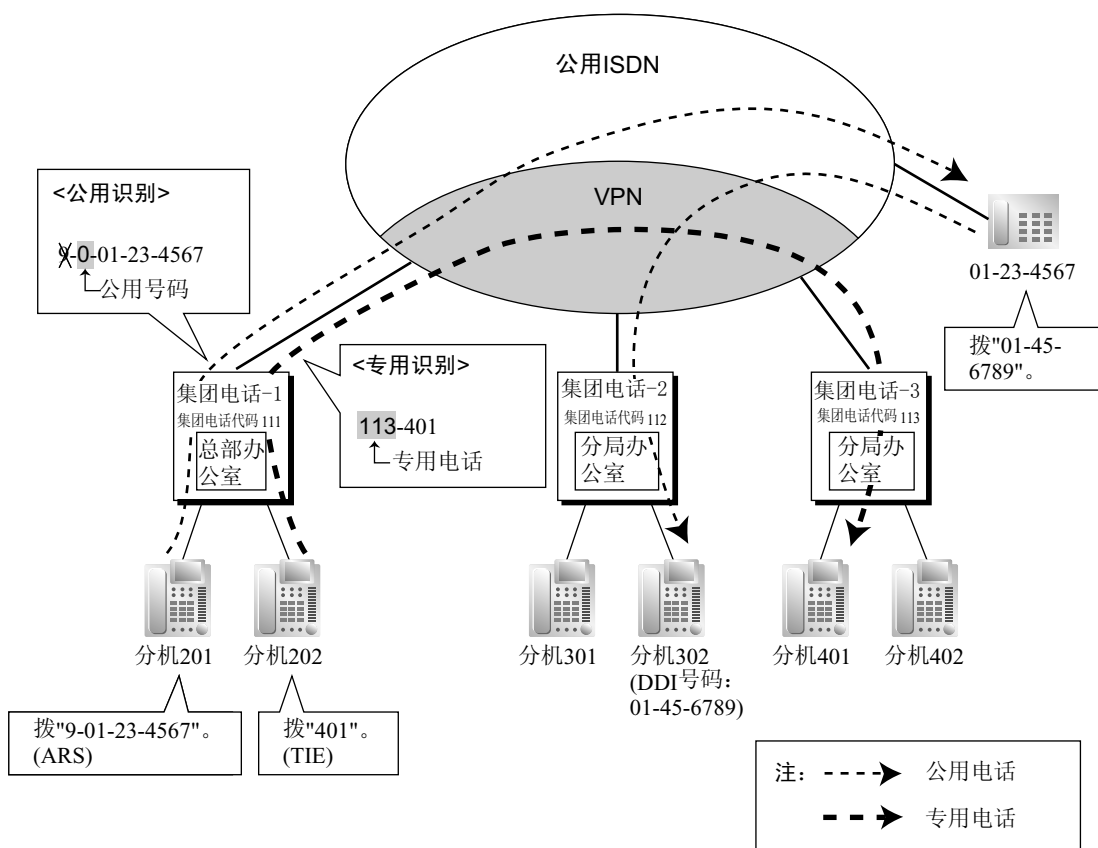 公用ISDN
VPN
<公用识别>
9-0-01-23-4567
公用号码
01-23-4567
拨"01-45-
6789"。
<专用识别>
113-401
专用电话
集团电话-1
集团电话代码 111
总部办
公室
集团电话-2
集团电话代码 112
分局办
公室
集团电话-3
集团电话代码 113
分局办
公室
分机201
分机202
分机301
分机302
(DDI号码：
01-45-6789)
分机401
分机402
拨"9-01-23-4567"。
(ARS)
拨"401"。
(TIE)
注：
公用电话
专用电话